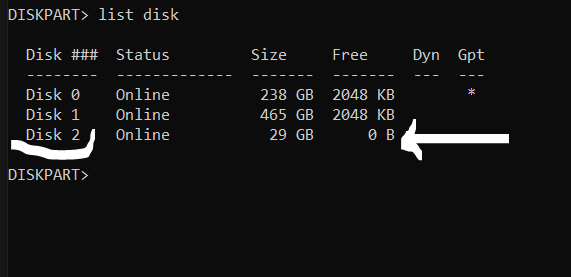 DISKPART> list disk
Disk ### Status Size Free Dyn Gpt
-------- ------------- ------- ------- --- ---
Disk 0 Online 238 GB 2048 KB *
Disk 1 Online 465 GB 2048 KB
Disk 2 Online 29 GB 0 B
DISKPART>